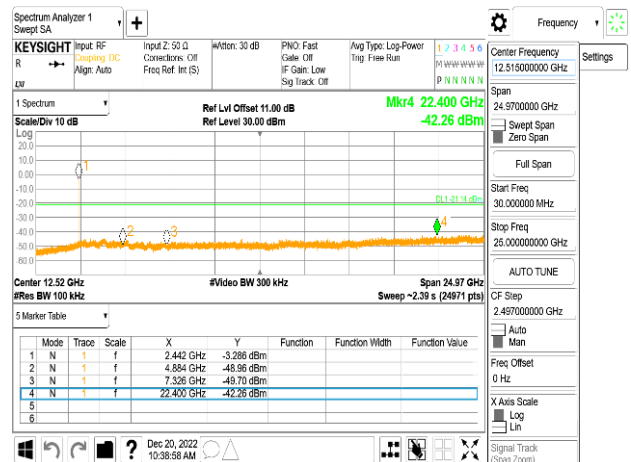 Spectrum Analyzer 1
Swept SA
Frequency
KEYSIGHT Input: RF Input Z: 50 Ω #Atten: 30 dB PNO: Fast Avg Type: Log-Power 1 2 3 4 5 6
R Coupling: DC Corrections: Off Gate: Off Trig: Free Run M W W W W W
Align: Auto Freq Ref: Int (S) IF Gain: Low P N N N N N
Sig Track: Off
Center Frequency
12.515000000 GHz
Settings
Span
24.9700000 GHz
Swept Span
Zero Span
Full Span
Start Freq
30.000000 MHz
Stop Freq
25.000000000 GHz
AUTO TUNE
CF Step
2.497000000 GHz
Auto
Man
Freq Offset
0 Hz
X Axis Scale
Log
Lin
Signal Track
(Span Zoom)
1 Spectrum
Scale/Div 10 dB
Ref Lvl Offset 11.00 dB
Ref Level 30.00 dBm
Mkr4 22.400 GHz
-42.26 dBm
Log
20.0
10.0
0.00
-10.0
-20.0
-30.0
-40.0
-50.0
-60.0
1
2
3
4
Center 12.52 GHz #Video BW 300 kHz Span 24.97 GHz
#Res BW 100 kHz Sweep ~2.39 s (24971 pts)
5 Marker Table
Mode Trace Scale X Y Function Function Width Function Value
1 N 1 f 2.442 GHz -3.286 dBm
2 N 1 f 4.884 GHz -48.96 dBm
3 N 1 f 7.326 GHz -49.70 dBm
4 N 1 f 22.400 GHz -42.26 dBm
5
6
Dec 20, 2022
10:38:58 AM